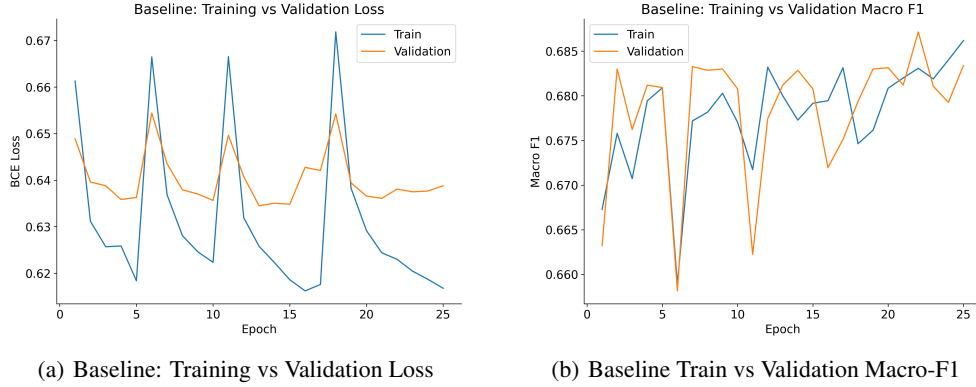 Baseline: Training vs Validation Loss
Train
Validation
BCE Loss
0.67
0.66
0.65
0.64
0.63
0.62
0 5 10 15 20 25
Epoch
(a) Baseline: Training vs Validation Loss
Baseline: Training vs Validation Macro F1
Train
Validation
Macro F1
0.685
0.680
0.675
0.670
0.665
0.660
0 5 10 15 20 25
Epoch
(b) Baseline Train vs Validation Macro-F1